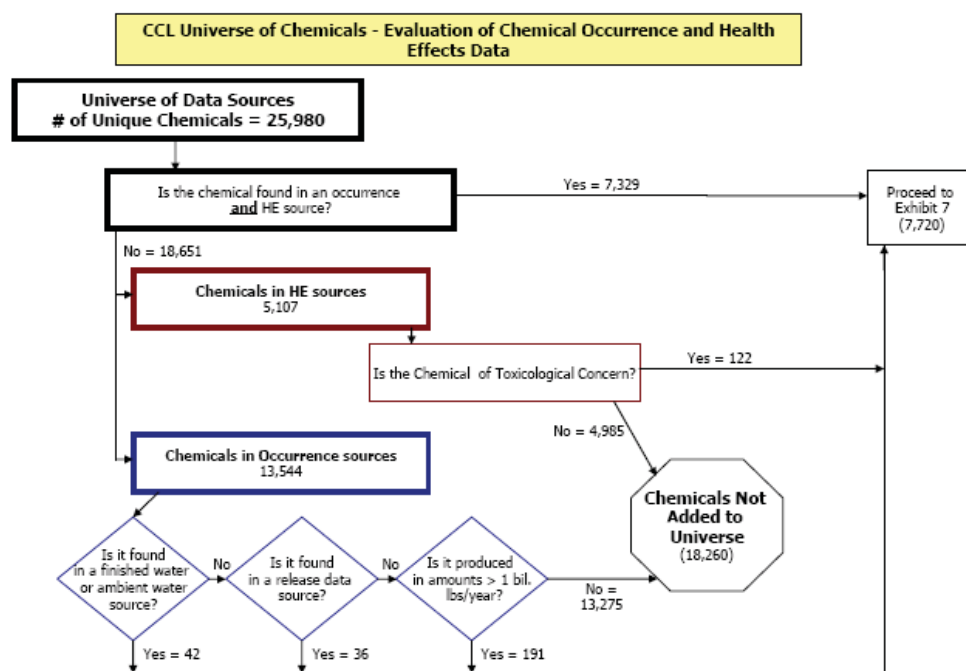 CCL Universe of Chemicals - Evaluation of Chemical Occurrence and Health
Effects Data
Universe of Data Sources
# of Unique Chemicals = 25,980
Is the chemical found in an occurrence
and HE source?
Yes = 7,329
Proceed to
Exhibit 7
(7,720)
No = 18,651
Chemicals in HE sources
5,107
Is the Chemical of Toxicological Concern?
Yes = 122
No = 4,985
Chemicals in Occurrence sources
13,544
Chemicals Not
Added to
Universe
(18,260)
Is it found
in a finished water
or ambient water
source?
No
Is it found
in a release data
source?
No
Is it produced
in amounts > 1 bil.
lbs/year?
No =
13,275
Yes = 42
Yes = 36
Yes = 191